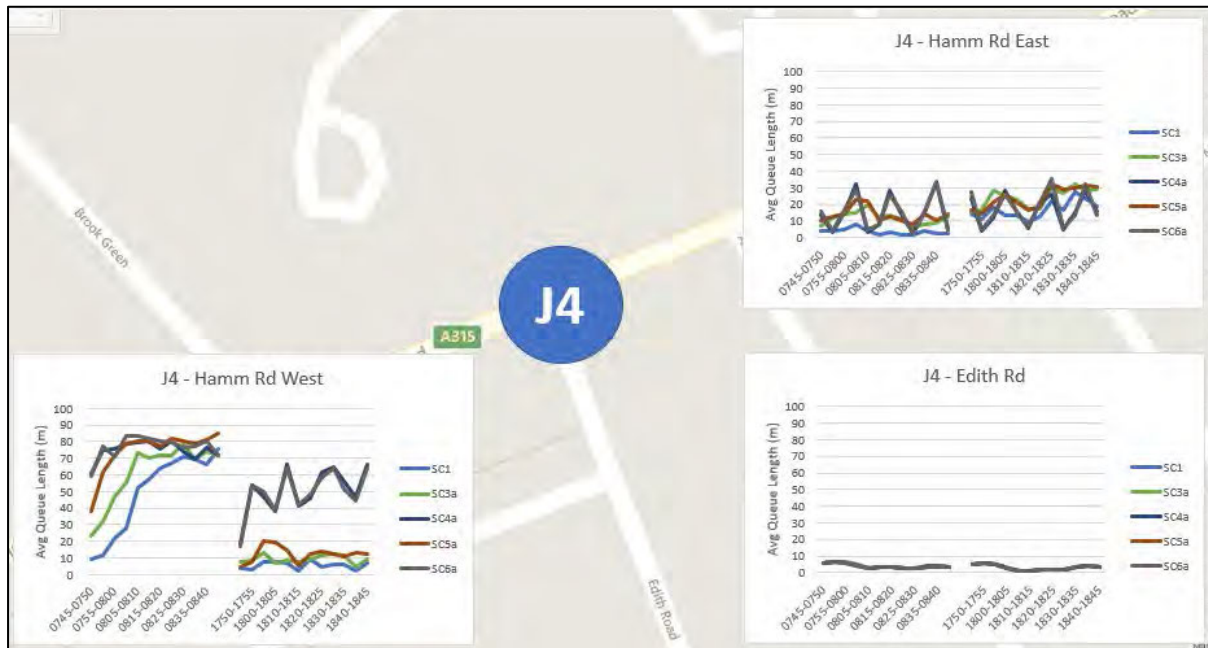 J4 - Hamm Rd East
Avg Queue Length (m)
100
90
80
70
60
50
40
30
20
10
0
0745-0750
0755-0800
0805-0810
0815-0820
0825-0830
0835-0840
1750-1755
1800-1805
1810-1815
1820-1825
1830-1835
1840-1845
SC1
SC3a
SC4a
SC5a
SC6a
Brook Green
J4
A315
J4 - Hamm Rd West
Avg Queue Length (m)
100
90
80
70
60
50
40
30
20
10
0
0745-0750
0755-0800
0805-0810
0815-0820
0825-0830
0835-0840
1750-1755
1800-1805
1810-1815
1820-1825
1830-1835
1840-1845
SC1
SC3a
SC4a
SC5a
SC6a
Edith Road
J4 - Edith Rd
Avg Queue Length (m)
100
90
80
70
60
50
40
30
20
10
0
0745-0750
0755-0800
0805-0810
0815-0820
0825-0830
0835-0840
1750-1755
1800-1805
1810-1815
1820-1825
1830-1835
1840-1845
SC1
SC3a
SC4a
SC5a
SC6a